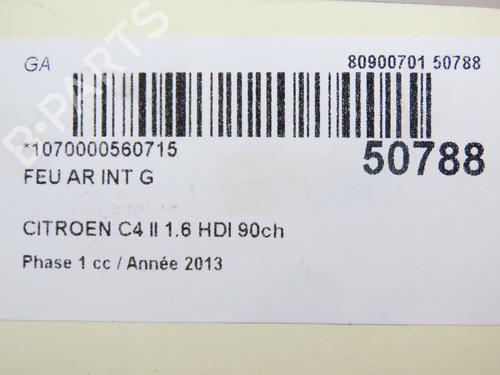 GA
80900701 50788
*1070000560715
50788
FEU AR INT G
CITROEN C4 II 1.6 HDI 90ch
Phase 1 cc / Année 2013
B-PARTS